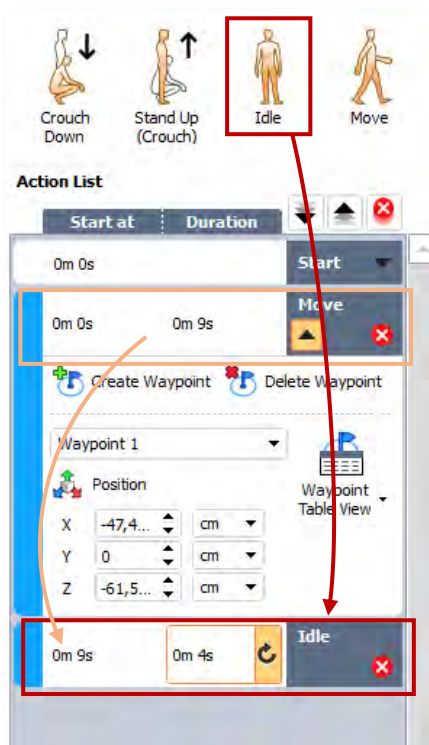 Crouch Down
Stand Up (Crouch)
Idle
Move
Action List
Start at Duration
0m 0s Start
Move
0m 0s 0m 9s
Create Waypoint Delete Waypoint
Waypoint 1
Position
Waypoint Table View
X -47,4... cm
Y 0 cm
Z -61,5... cm
Idle
0m 9s 0m 4s